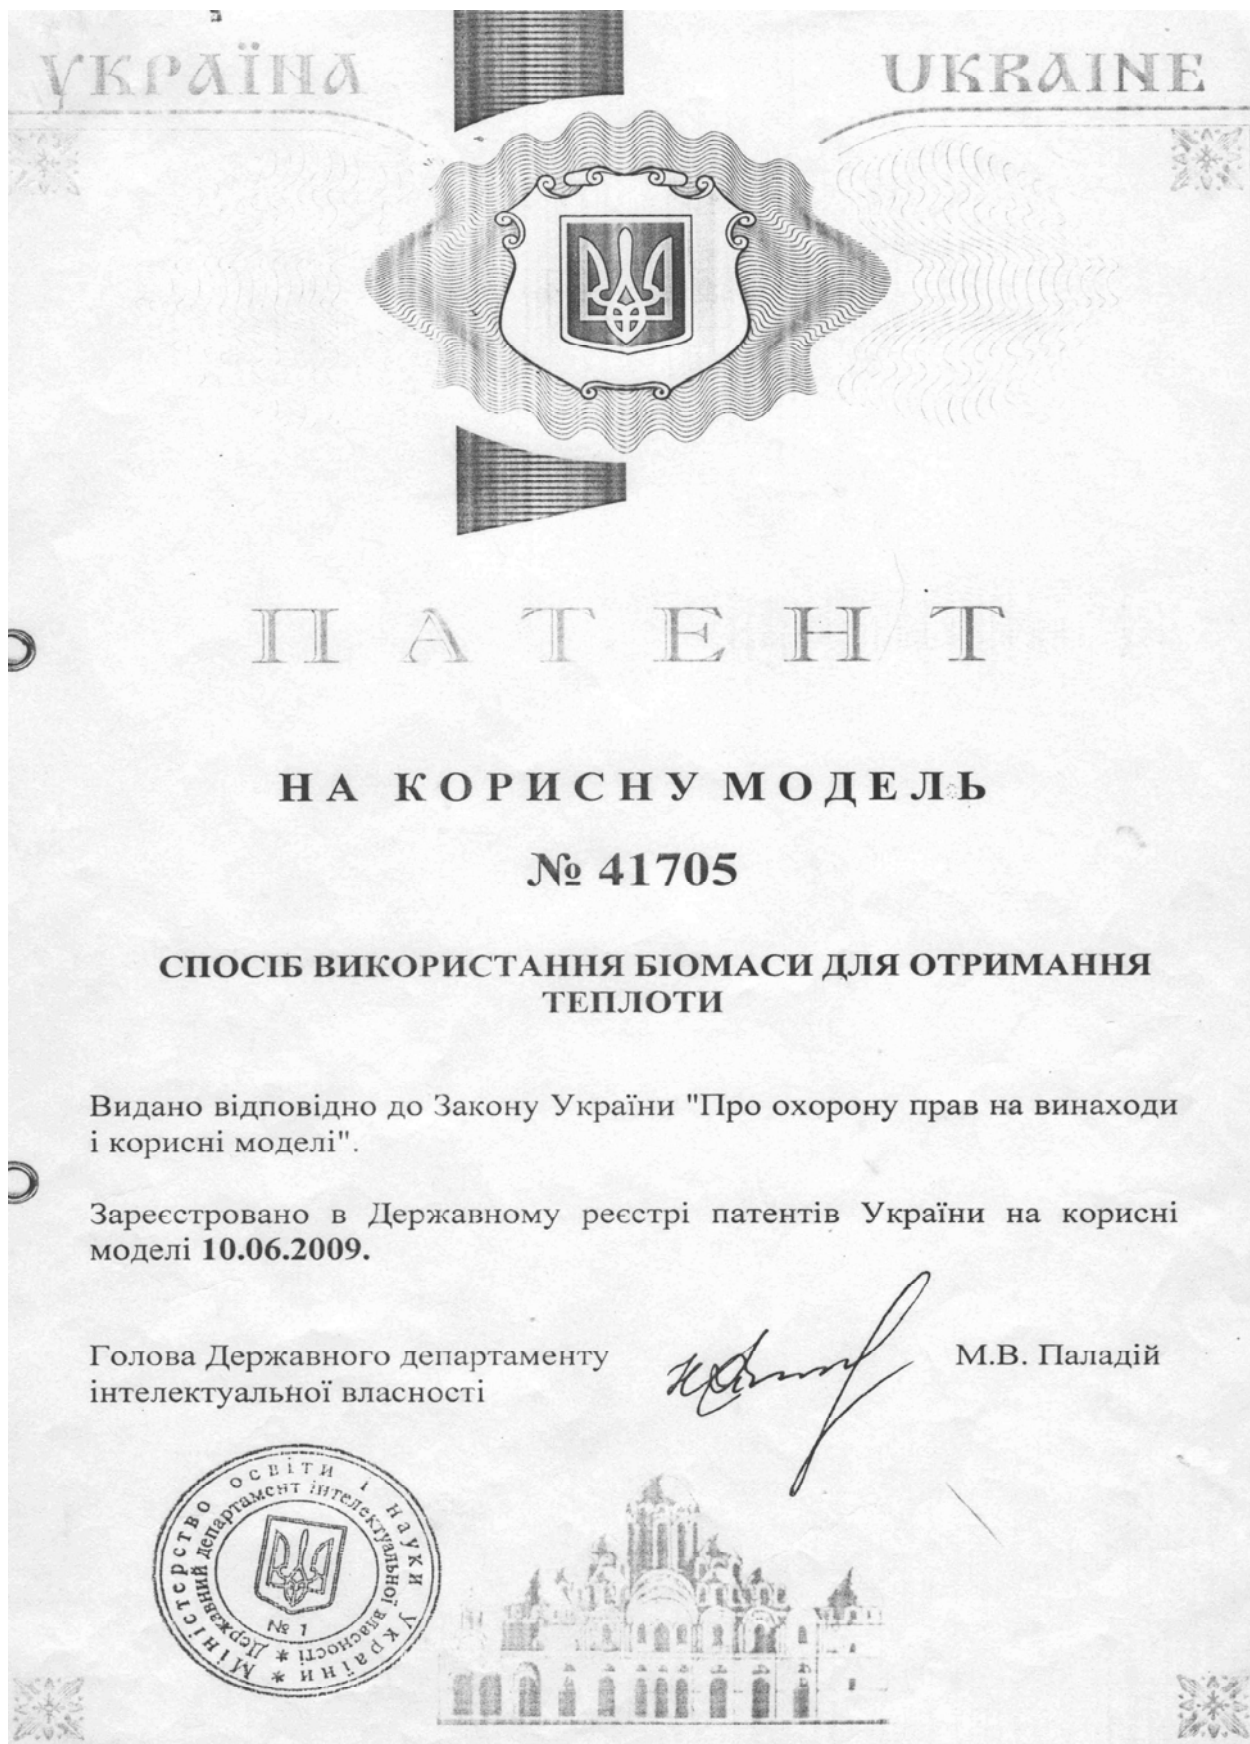 УКРАЇНА
UKRAINE
ПАТЕНТ
НА КОРИСНУ МОДЕЛЬ
№ 41705
СПОСІБ ВИКОРИСТАННЯ БІОМАСИ ДЛЯ ОТРИМАННЯ
ТЕПЛОТИ
Видано відповідно до Закону України "Про охорону прав на винаходи
і корисні моделі".
Зареєстровано в Державному реєстрі патентів України на корисні
моделі 10.06.2009.
Голова Державного департаменту
інтелектуальної власності
М.В. Паладій
Міністерство освіти і науки України *
Державний департамент інтелектуальної власності *
№ 1